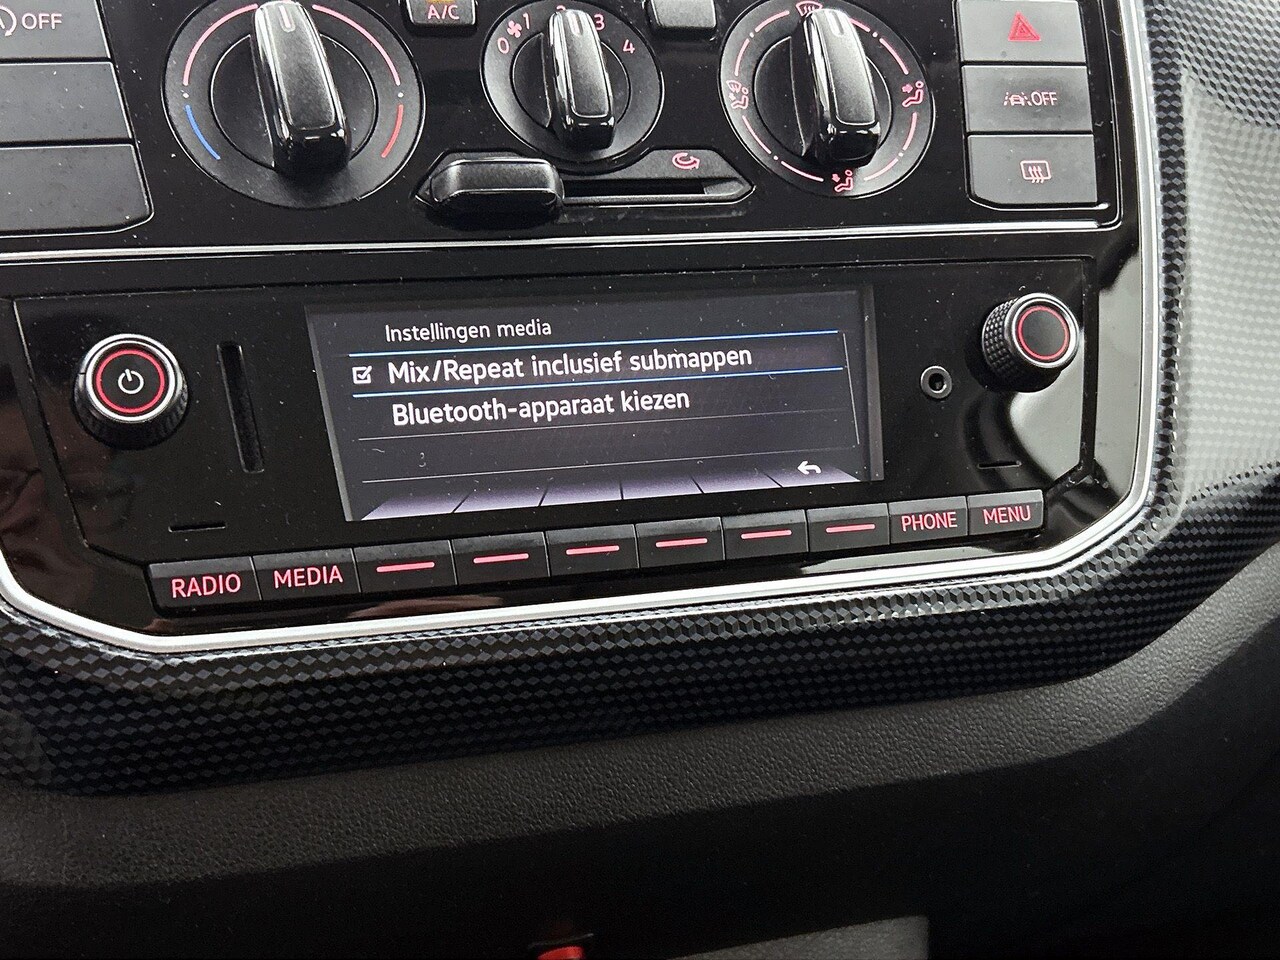 OFF
A/C
0 1 2 3 4
OFF
Instellingen media
Mix/Repeat inclusief submappen
Bluetooth-apparaat kiezen
RADIO
MEDIA
PHONE
MENU